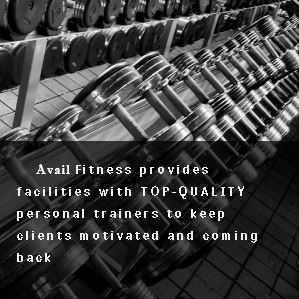 Avail Fitness provides
facilities with TOP-QUALITY
personal trainers to keep
clients motivated and coming
back